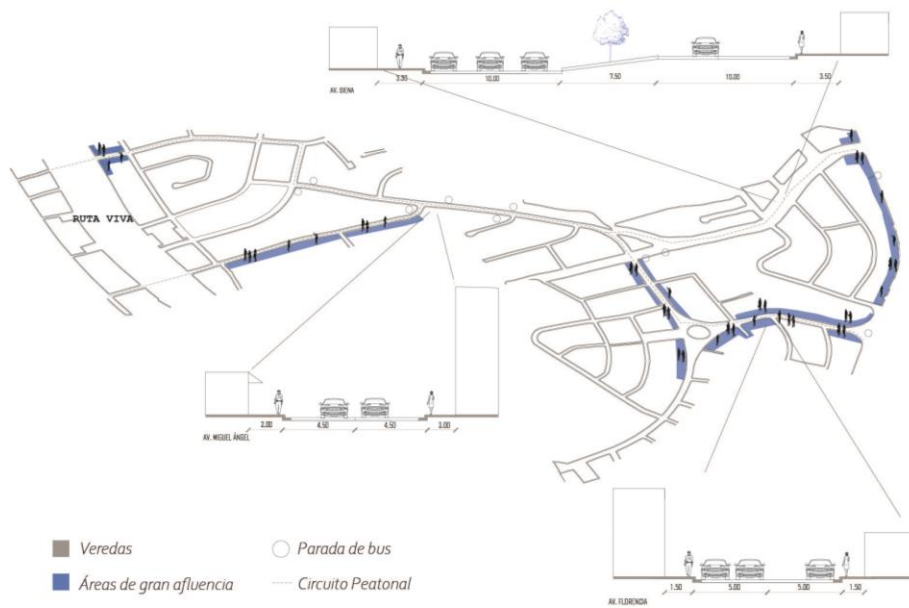 3.50 10.00 7.50 10.00 3.50
AV. SIENA
RUTA VIVA
2.00 4.50 4.50 3.00
AV. MIGUEL ÁNGEL
Veredas
Áreas de gran afluencia
Parada de bus
Circuito Peatonal
1.50 5.00 5.00 1.50
AV. FLORENCIA